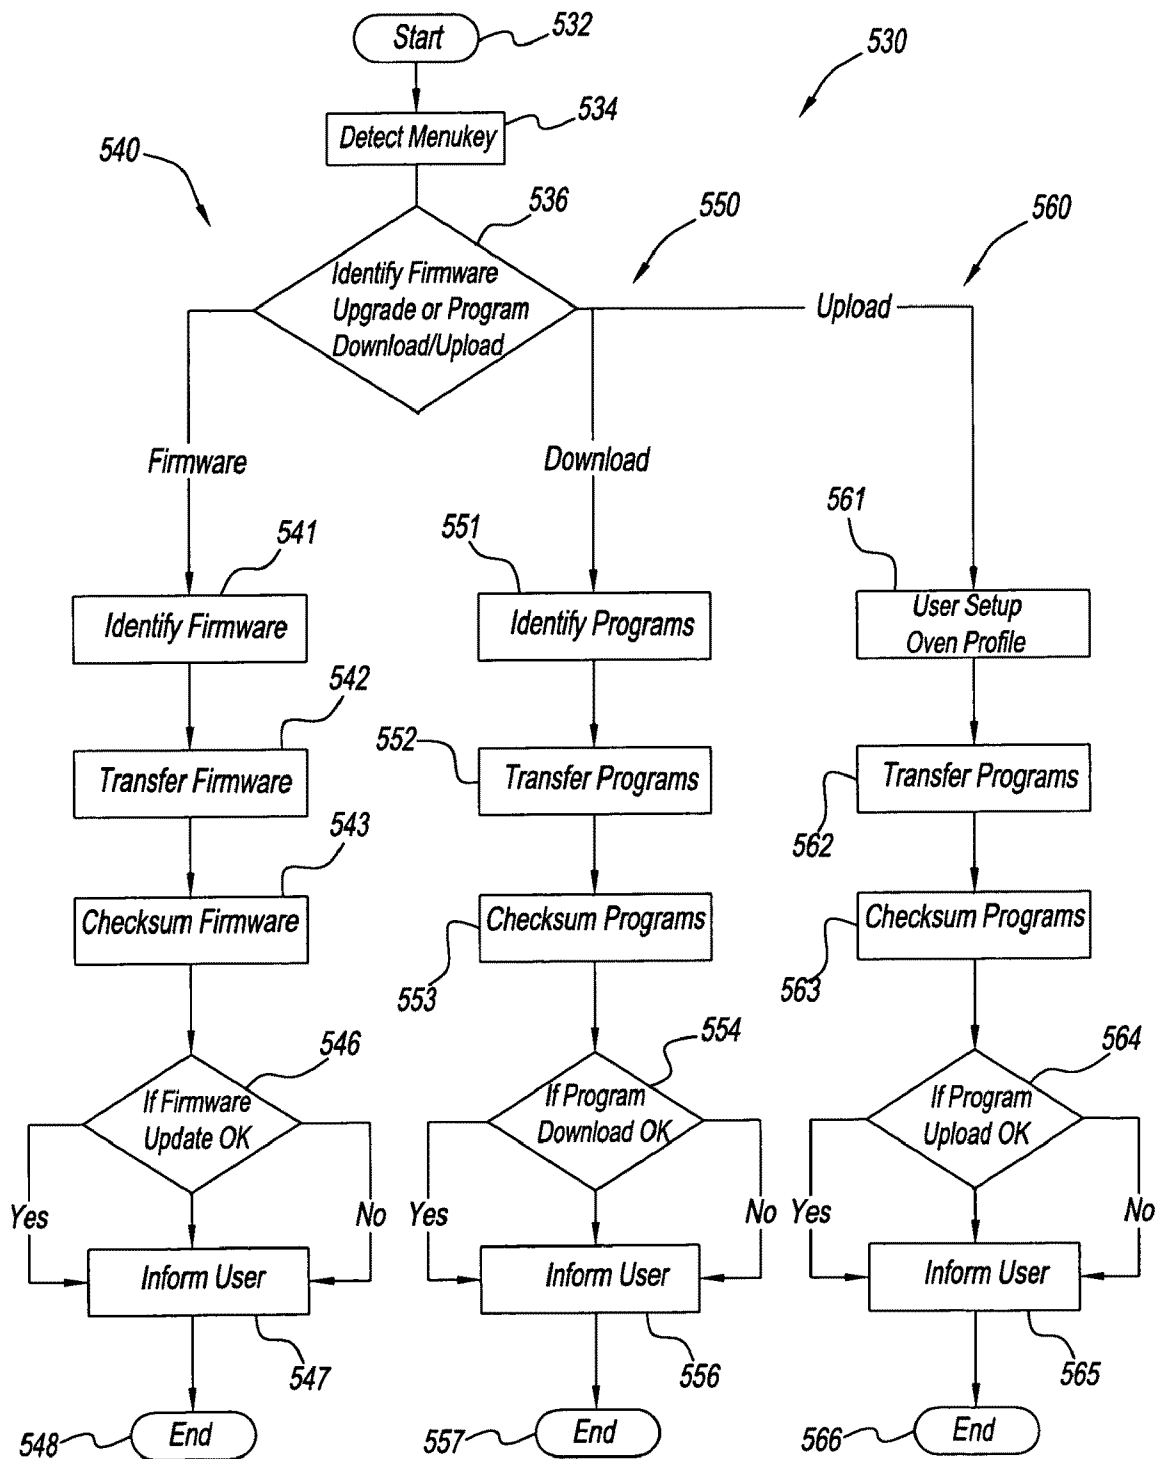 Start
532
530
Detect Menukey
534
540
536
550
560
Identify Firmware
Upgrade or Program
Download/Upload
Upload
Firmware
Download
541
551
561
Identify Firmware
Identify Programs
User Setup
Oven Profile
542
552
Transfer Firmware
Transfer Programs
Transfer Programs
562
543
Checksum Firmware
Checksum Programs
Checksum Programs
553
563
546
554
564
If Firmware
Update OK
If Program
Download OK
If Program
Upload OK
Yes
No
Yes
No
Yes
No
Inform User
Inform User
Inform User
547
556
565
End
548
End
557
End
566